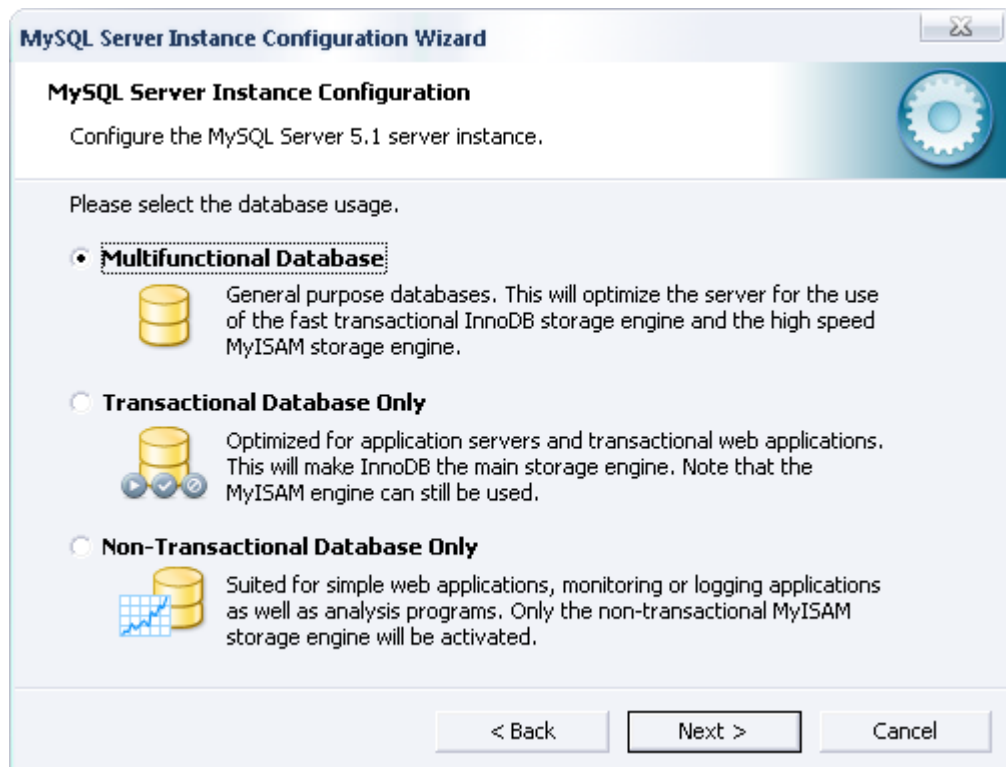 MySQL Server Instance Configuration Wizard
MySQL Server Instance Configuration
Configure the MySQL Server 5.1 server instance.
Please select the database usage.
Multifunctional Database
General purpose databases. This will optimize the server for the use
of the fast transactional InnoDB storage engine and the high speed
MyISAM storage engine.
Transactional Database Only
Optimized for application servers and transactional web applications.
This will make InnoDB the main storage engine. Note that the
MyISAM engine can still be used.
Non-Transactional Database Only
Suited for simple web applications, monitoring or logging applications
as well as analysis programs. Only the non-transactional MyISAM
storage engine will be activated.
< Back Next > Cancel